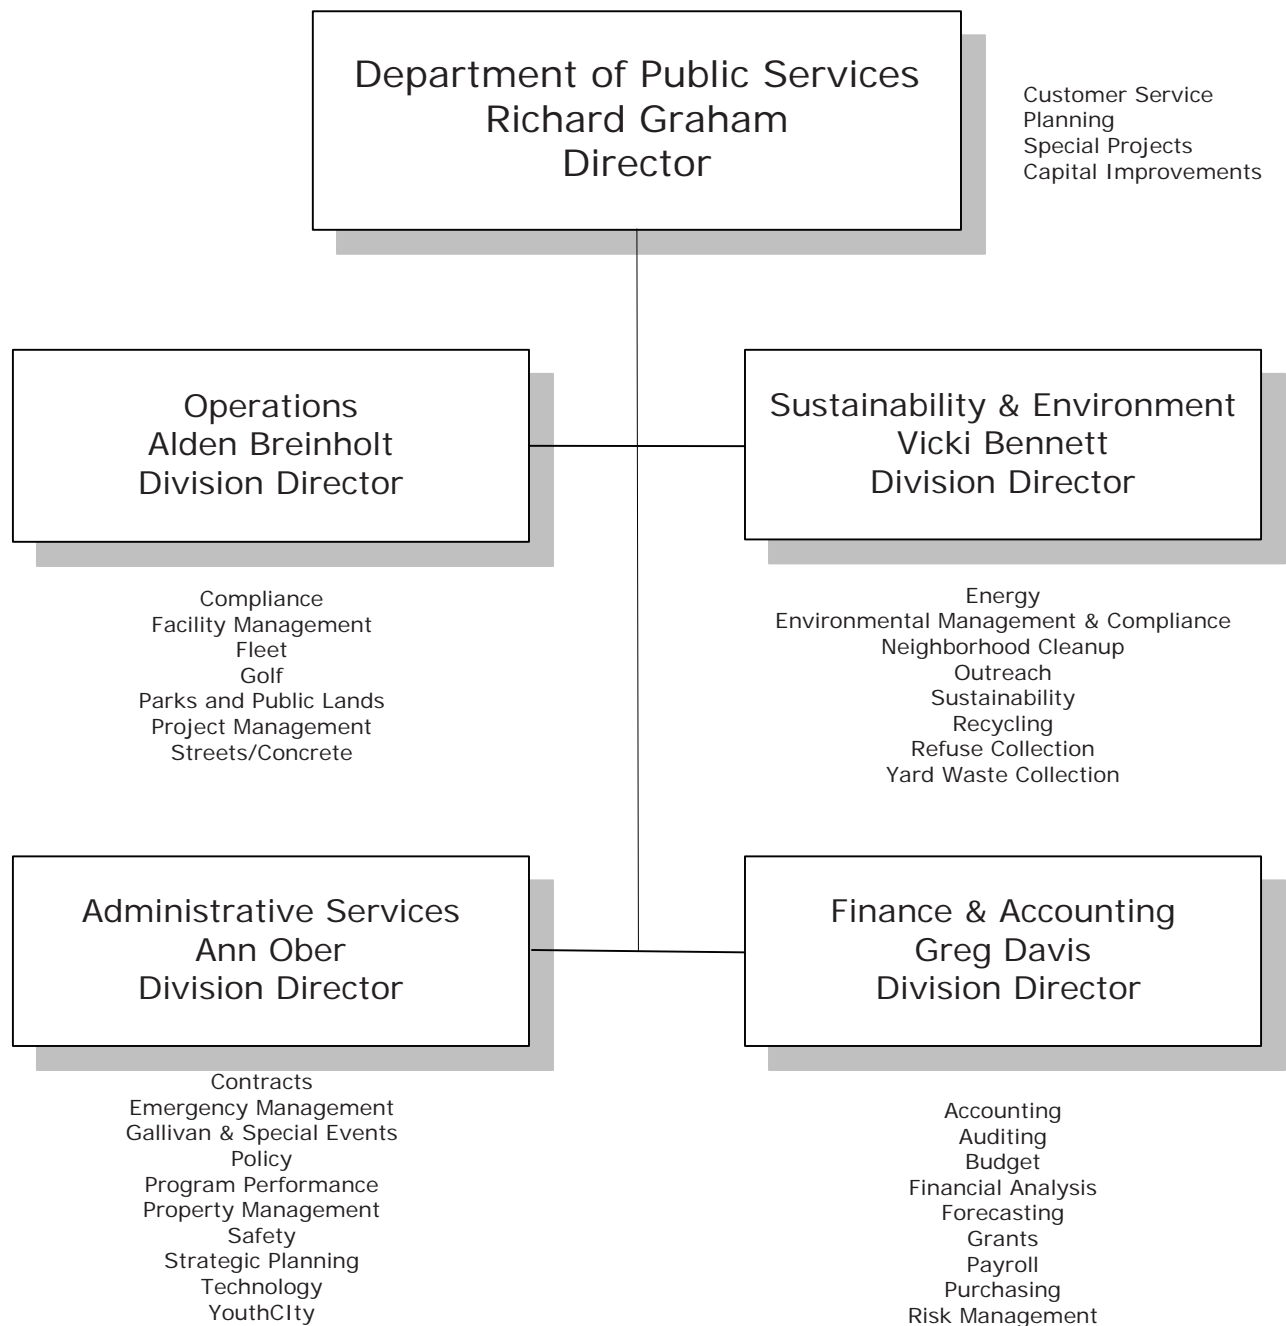 Department of Public Services
Richard Graham
Director
Customer Service
Planning
Special Projects
Capital Improvements
Operations
Alden Breinholt
Division Director
Sustainability & Environment
Vicki Bennett
Division Director
Compliance
Facility Management
Fleet
Golf
Parks and Public Lands
Project Management
Streets/Concrete
Energy
Environmental Management & Compliance
Neighborhood Cleanup
Outreach
Sustainability
Recycling
Refuse Collection
Yard Waste Collection
Administrative Services
Ann Ober
Division Director
Finance & Accounting
Greg Davis
Division Director
Contracts
Emergency Management
Gallivan & Special Events
Policy
Program Performance
Property Management
Safety
Strategic Planning
Technology
YouthCIty
Accounting
Auditing
Budget
Financial Analysis
Forecasting
Grants
Payroll
Purchasing
Risk Management